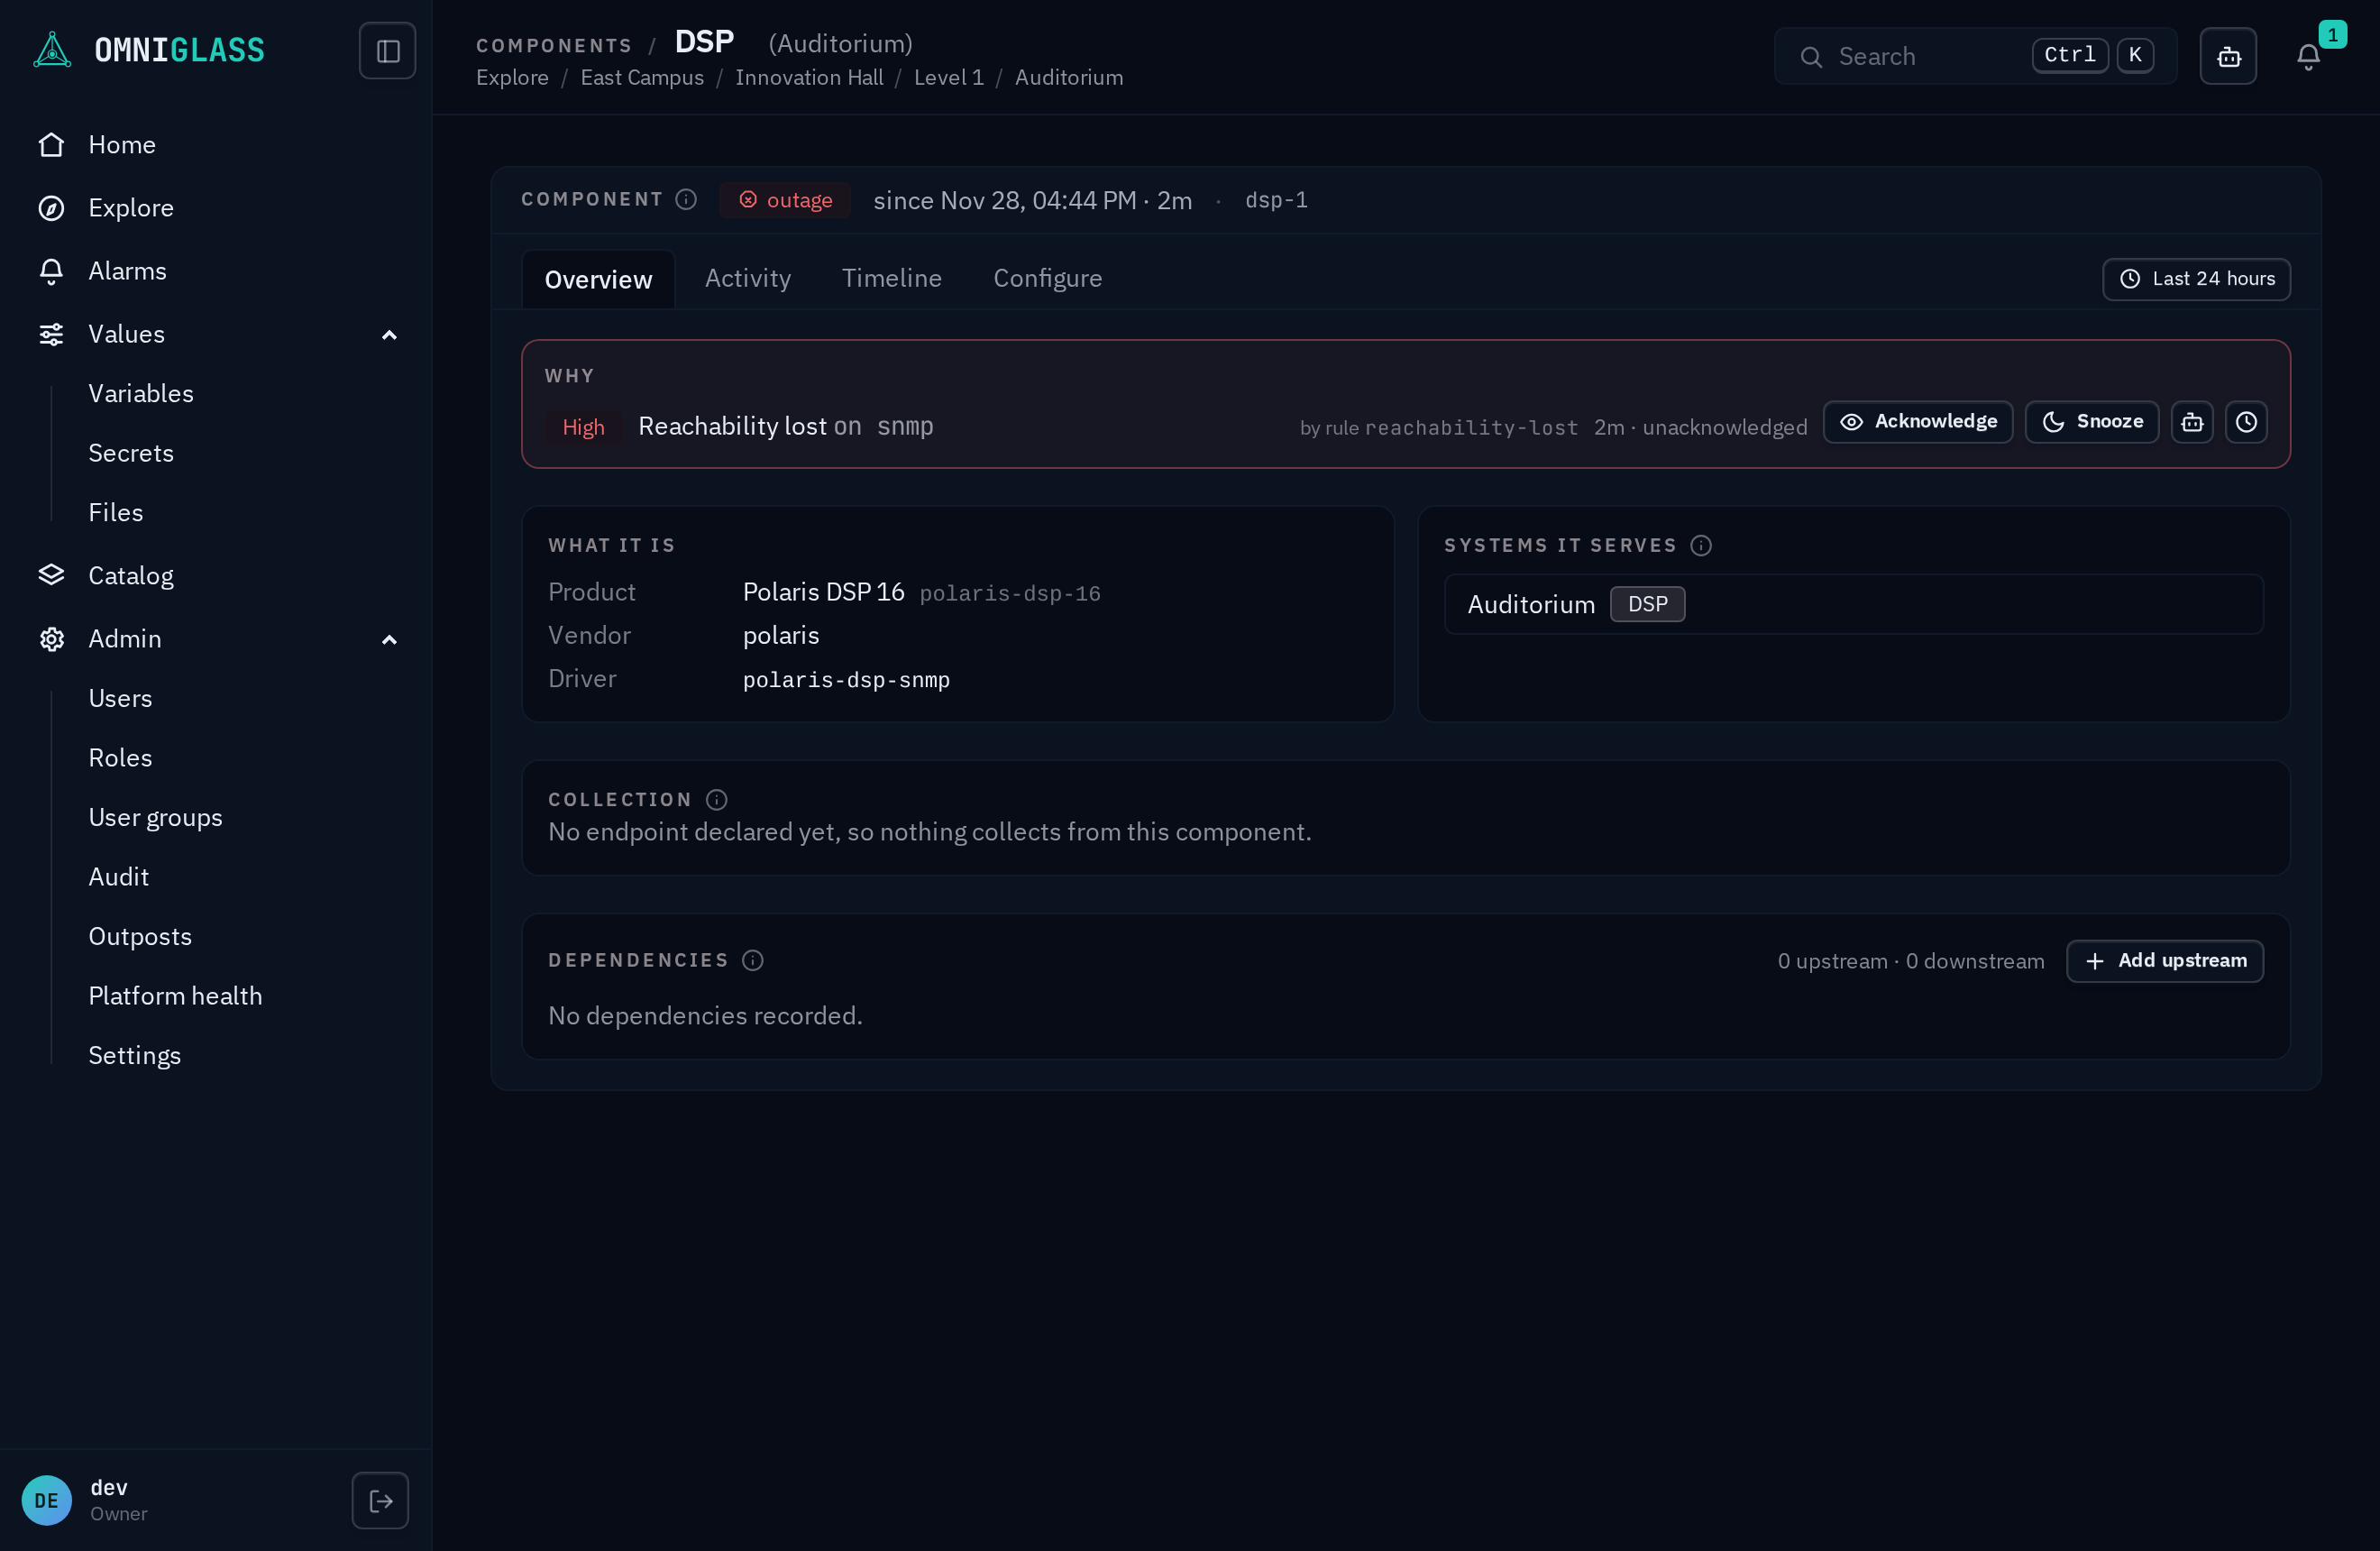 OMNIGLASS
Home
Explore
Alarms
Values
Variables
Secrets
Files
Catalog
Admin
Users
Roles
User groups
Audit
Outposts
Platform health
Settings
DE
dev
Owner
COMPONENTS / DSP (Auditorium)
Explore / East Campus / Innovation Hall / Level 1 / Auditorium
Search Ctrl K
1
COMPONENT outage since Nov 28, 04:44 PM · 2m · dsp-1
Overview Activity Timeline Configure Last 24 hours
WHY
High Reachability lost on snmp by rule reachability-lost 2m · unacknowledged Acknowledge Snooze
WHAT IT IS
Product Polaris DSP 16 polaris-dsp-16
Vendor polaris
Driver polaris-dsp-snmp
SYSTEMS IT SERVES
Auditorium DSP
COLLECTION
No endpoint declared yet, so nothing collects from this component.
DEPENDENCIES 0 upstream · 0 downstream Add upstream
No dependencies recorded.